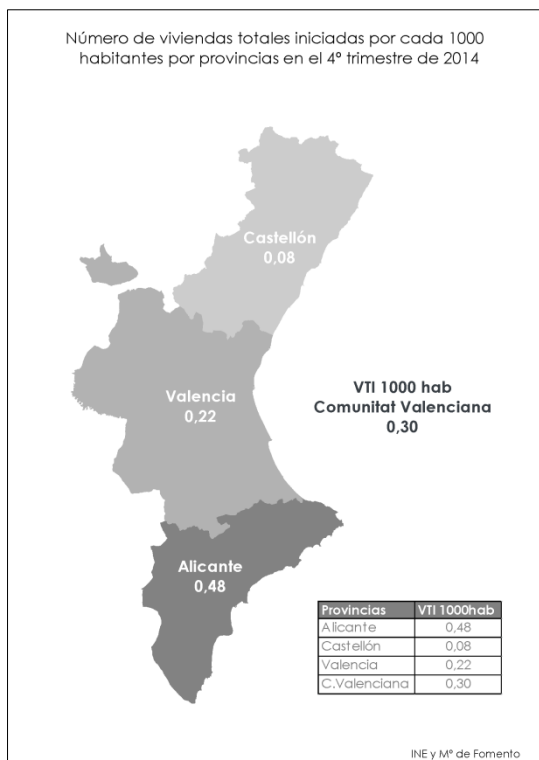 Número de viviendas totales iniciadas por cada 1000
habitantes por provincias en el 4º trimestre de 2014
Castellón
0,08
Valencia
0,22
VTI 1000 hab
Comunitat Valenciana
0,30
Alicante
0,48
Provincias VTI 1000hab
Alicante 0,48
Castellón 0,08
Valencia 0,22
C.Valenciana 0,30
INE y Mº de Fomento